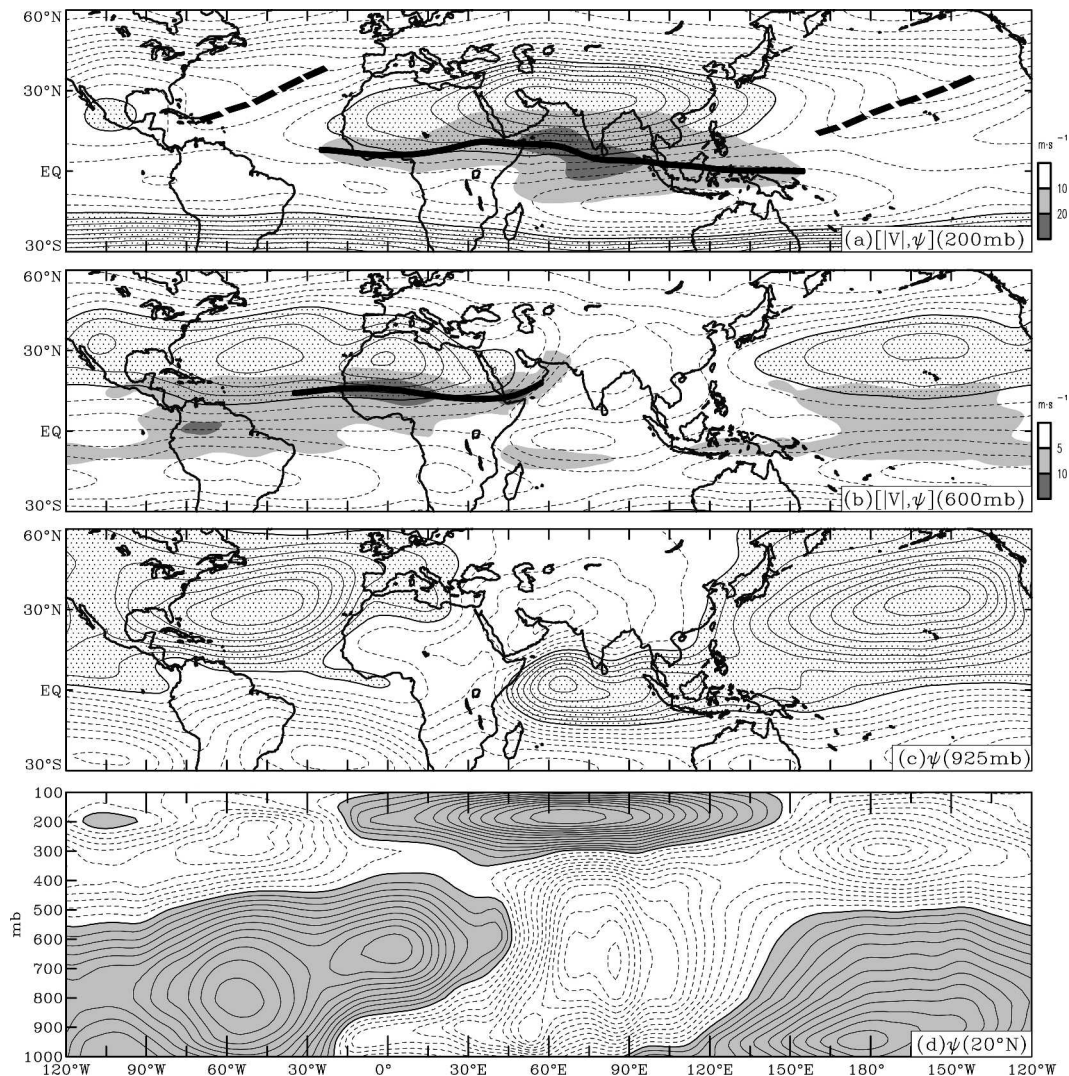 60°N
30°N
EQ
30°S
(a)[|V|,ψ](200mb)
m·s⁻¹
10
20
60°N
30°N
EQ
30°S
(b)[|V|,ψ](600mb)
m·s⁻¹
5
10
60°N
30°N
EQ
30°S
(c)ψ(925mb)
100
200
300
400
500
600
700
800
900
1000
mb
(d)ψ(20°N)
120°W 90°W 60°W 30°W 0° 30°E 60°E 90°E 120°E 150°E 180° 150°W 120°W